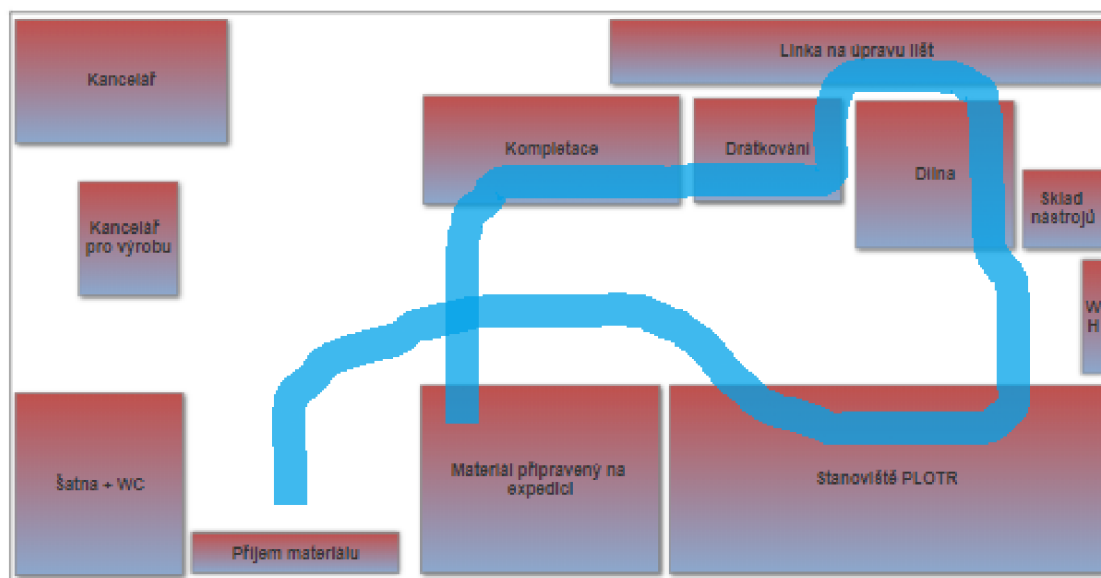 Kancelář
Linka na úpravu lišt
Kompletace
Drátkování
Dílna
Sklad
nástrojů
Kancelář
pro výrobu
W
H
Šatna + WC
Materiál připravený na
expedici
Stanoviště PLOTR
Příjem materiálu